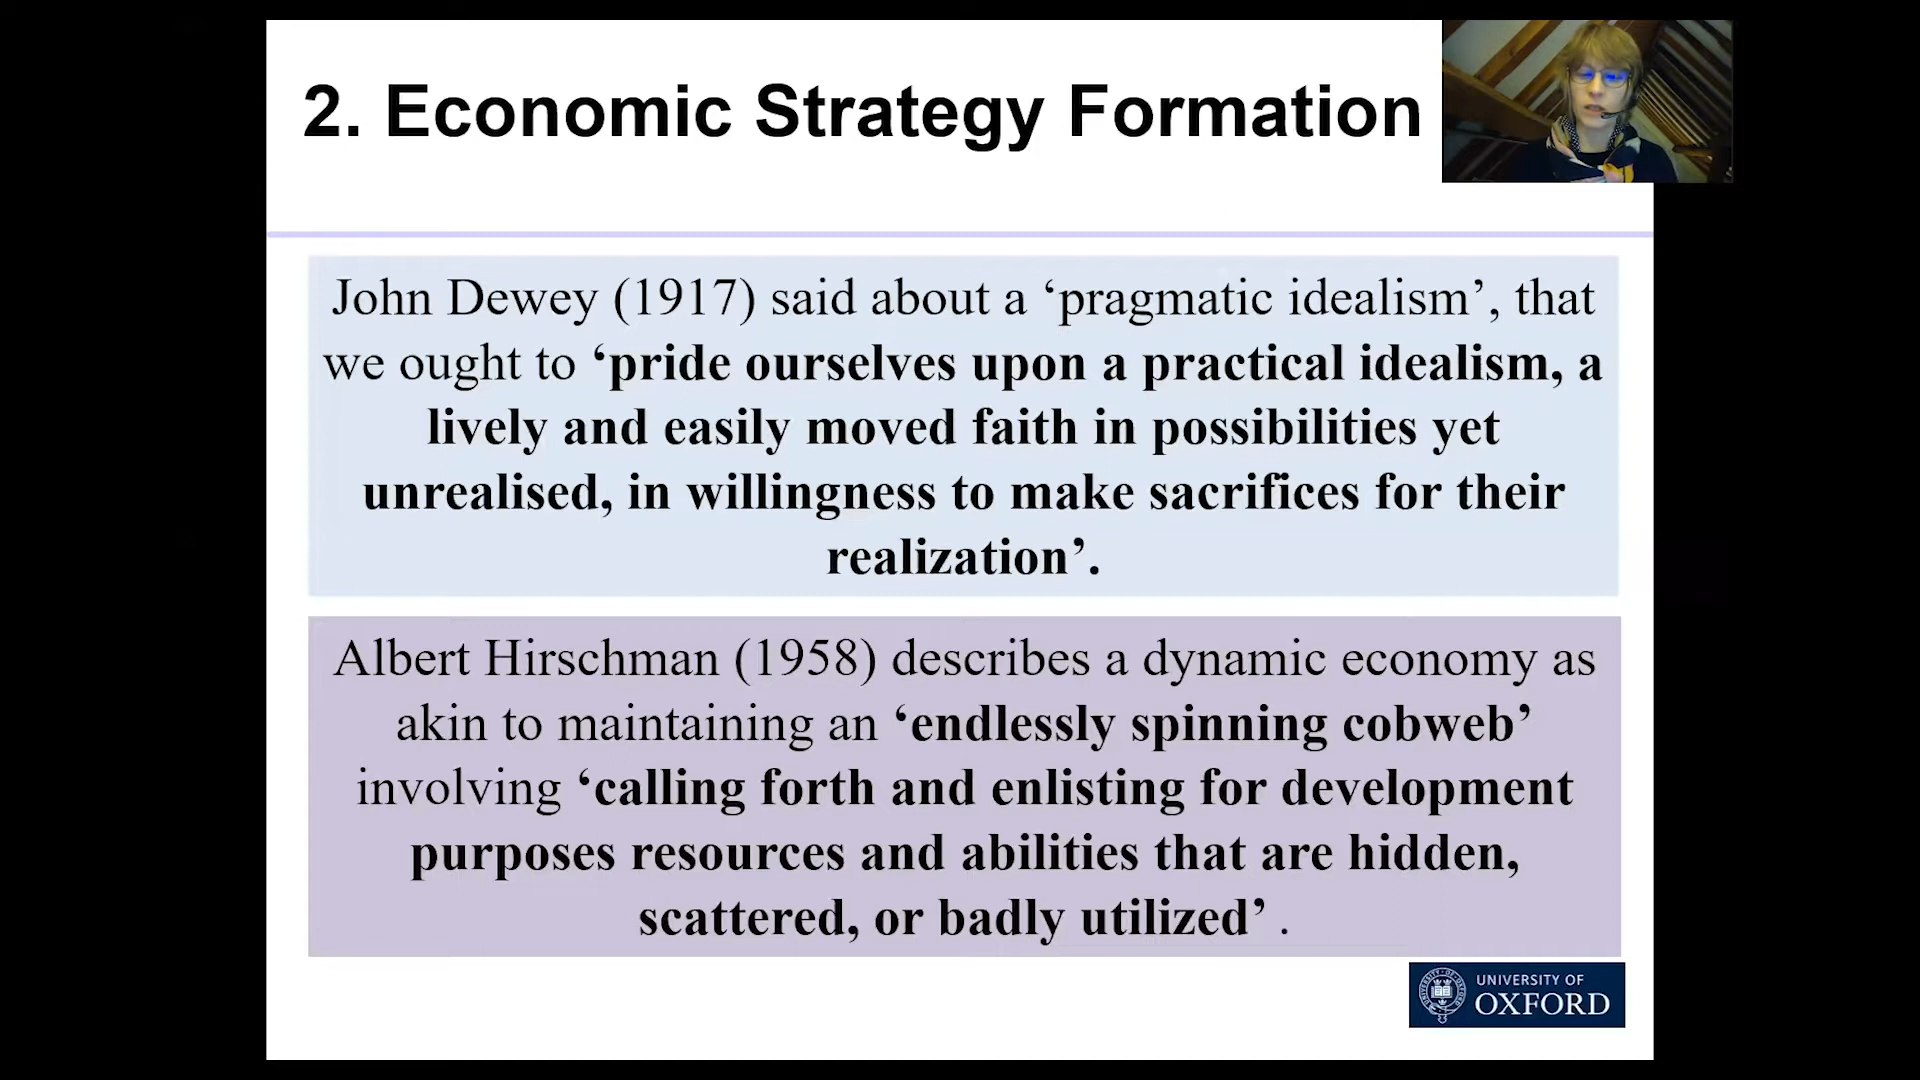 2. Economic Strategy Formation
John Dewey (1917) said about a ‘pragmatic idealism’, that
we ought to ‘pride ourselves upon a practical idealism, a
lively and easily moved faith in possibilities yet
unrealised, in willingness to make sacrifices for their
realization’.
Albert Hirschman (1958) describes a dynamic economy as
akin to maintaining an ‘endlessly spinning cobweb’
involving ‘calling forth and enlisting for development
purposes resources and abilities that are hidden,
scattered, or badly utilized’ .
UNIVERSITY OF
OXFORD